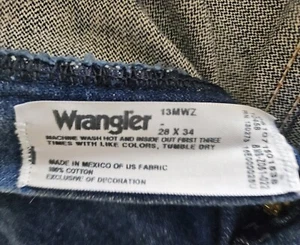 Wrangler 13MWZ
28 X 34
MACHINE WASH HOT AND INSIDE OUT FIRST THREE
TIMES WITH LIKE COLORS, TUMBLE DRY
MADE IN MEXICO OF US FABRIC
100% COTTON
EXCLUSIVE OF DECORATION